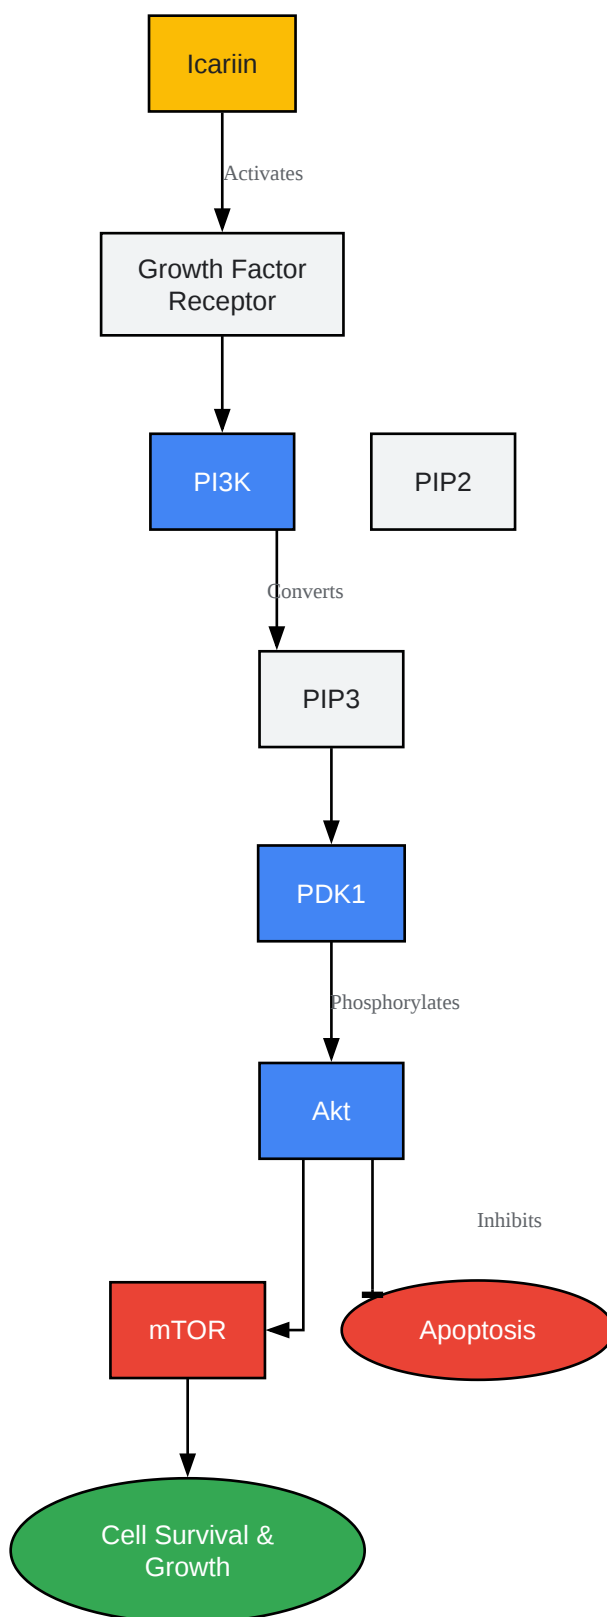 Icariin
Activates
Growth Factor
Receptor
PI3K
PIP2
Converts
PIP3
PDK1
Phosphorylates
Akt
Inhibits
mTOR
Apoptosis
Cell Survival &
Growth